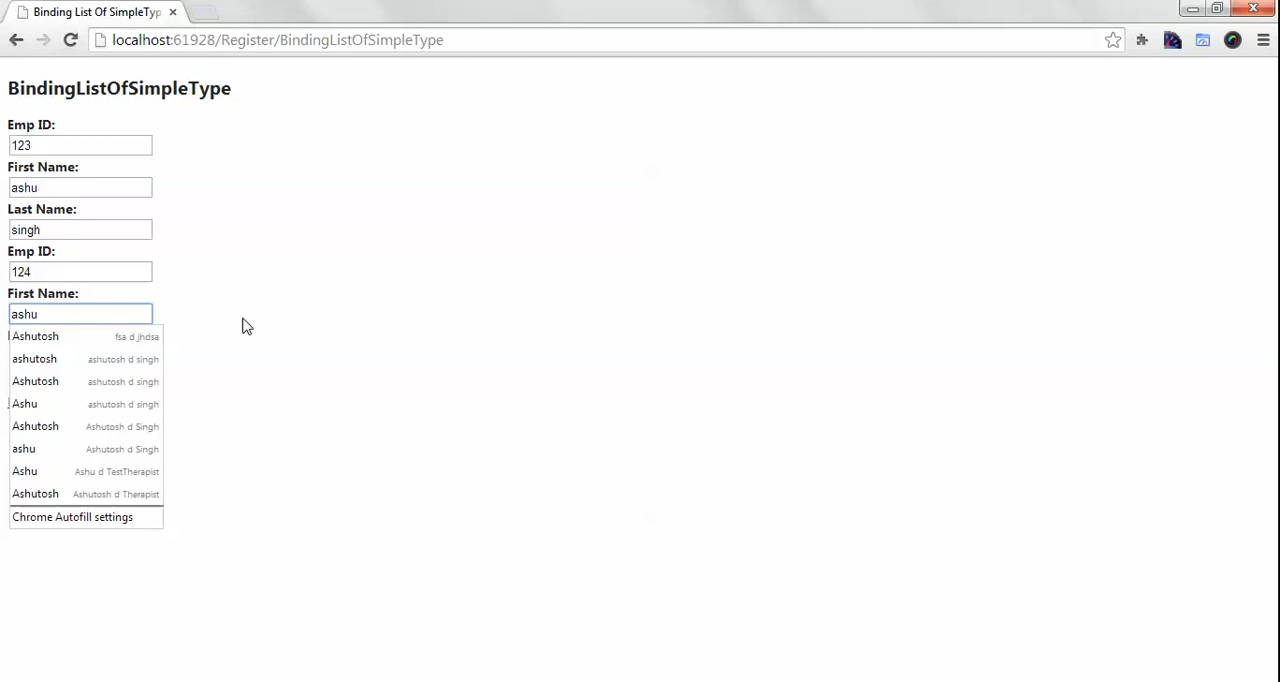 Binding List Of SimpleTyp
localhost:61928/Register/BindingListOfSimpleType
BindingListOfSimpleType
Emp ID:
123
First Name:
ashu
Last Name:
singh
Emp ID:
124
First Name:
ashu
Ashutosh fsa d jhdsa
ashutosh ashutosh d singh
Ashutosh ashutosh d singh
Ashu ashutosh d singh
Ashutosh Ashutosh d Singh
ashu Ashutosh d Singh
Ashu Ashu d TestTherapist
Ashutosh Ashutosh d Therapist
Chrome Autofill settings